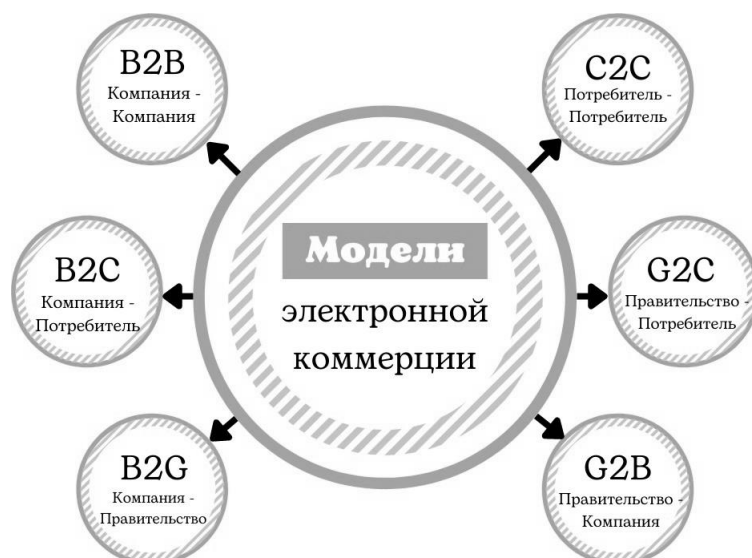 B2B
Компания -
Компания
C2C
Потребитель -
Потребитель
Модели
электронной
коммерции
B2C
Компания -
Потребитель
G2C
Правительство -
Потребитель
B2G
Компания -
Правительство
G2B
Правительство -
Компания